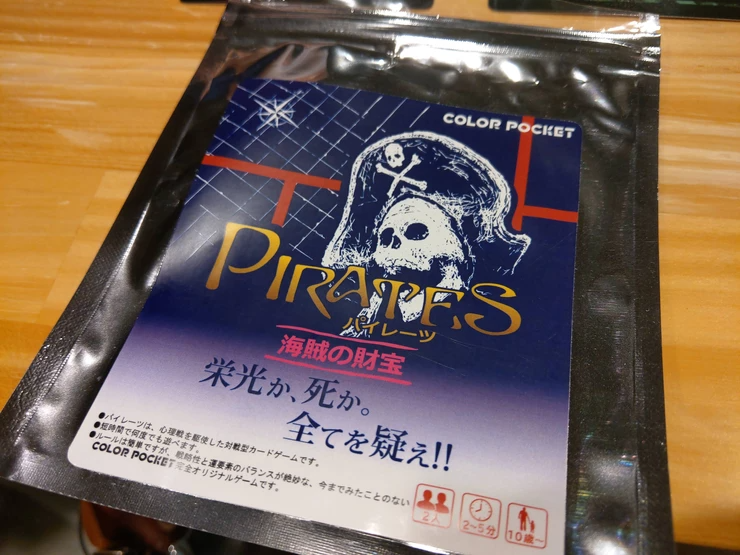 COLOR POCKET
PIRATES
パイレーツ
海賊の財宝
栄光か、死か。
全てを疑え!!
●パイレーツは、心理戦を駆使した対戦型カードゲームです。
●短時間で何度でも遊べます。
●ルールは簡単ですが、戦略性と運要素のバランスが絶妙な、今までみたことのない
COLOR POCKET完全オリジナルゲームです。
2人
2~5分
10歳~